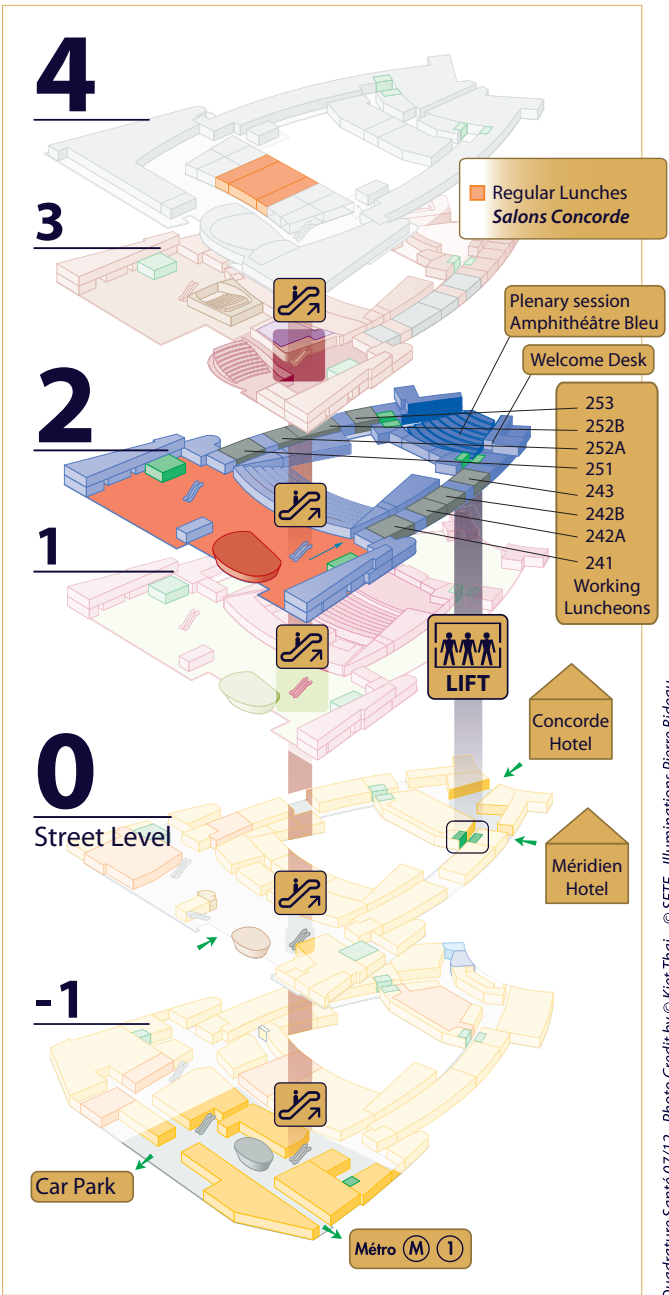 4
Regular Lunches
Salons Concorde
3
Plenary session
Amphithéâtre Bleu
Welcome Desk
2
253
252B
252A
251
243
242B
242A
241
Working
Luncheons
1
LIFT
Concorde
Hotel
0
Street Level
Méridien
Hotel
-1
Car Park
Métro M 1
Quadrature Santé 07/12 - Photo Credit by © Kiet Thai - © SETE - Illuminations Pierre Bideau